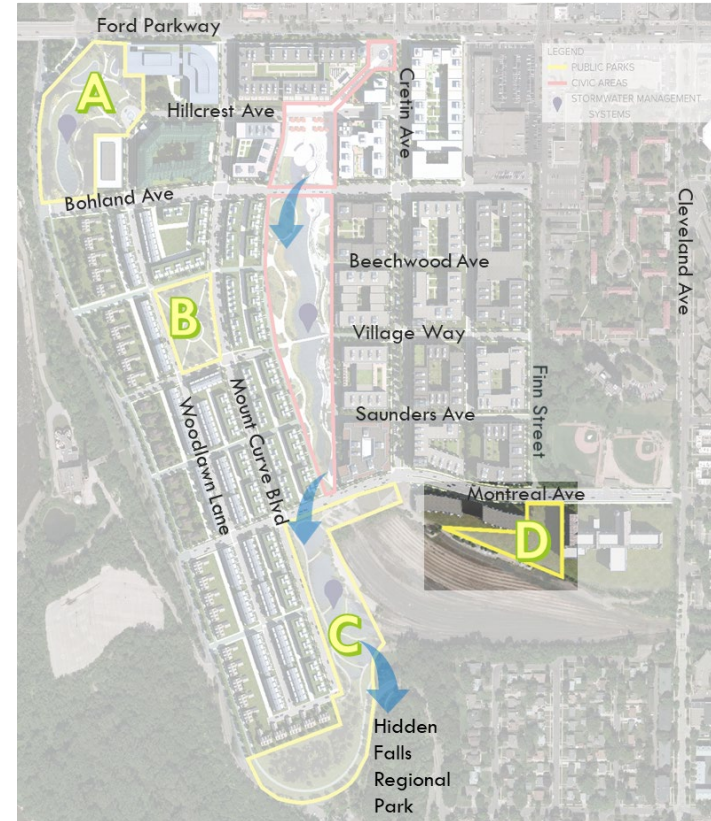 Ford Parkway
LEGEND
PUBLIC PARKS
CIVIC AREAS
STORMWATER MANAGEMENT
SYSTEMS
A
Hillcrest Ave
Cretin Ave
Bohland Ave
Cleveland Ave
Beechwood Ave
B
Village Way
Finn Street
Saunders Ave
Mount Curve Blvd
Woodlawn Lane
Montreal Ave
D
C
Hidden
Falls
Regional
Park